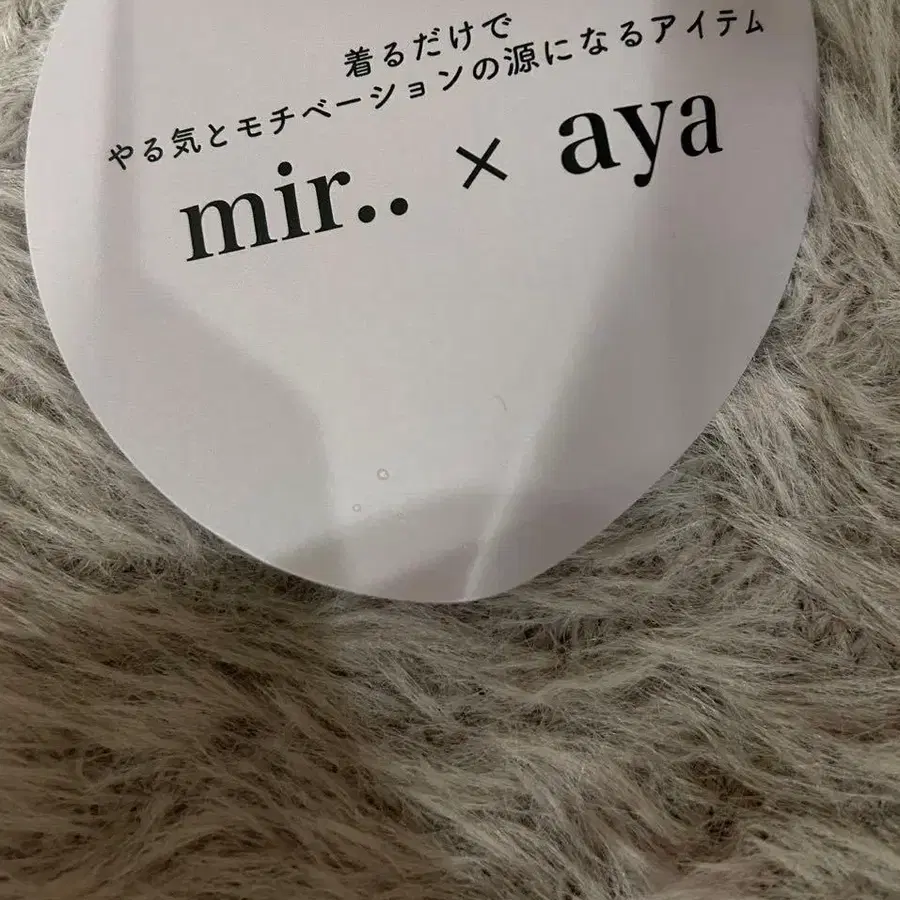 着るだけで
やる気とモチベーションの源になるアイテム
mir.. × aya